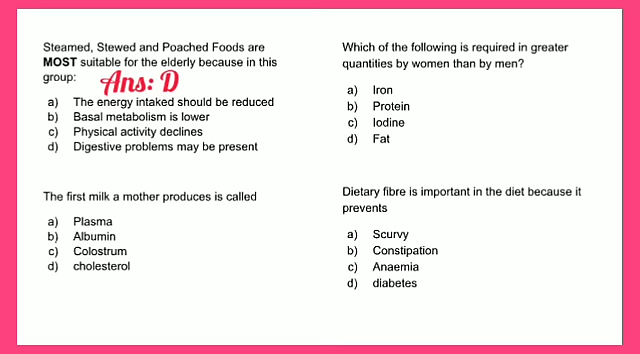 Steamed, Stewed and Poached Foods are
MOST suitable for the elderly because in this
group:
Ans: D
a) The energy intaked should be reduced
b) Basal metabolism is lower
c) Physical activity declines
d) Digestive problems may be present
Which of the following is required in greater
quantities by women than by men?
a) Iron
b) Protein
c) Iodine
d) Fat
The first milk a mother produces is called
a) Plasma
b) Albumin
c) Colostrum
d) cholesterol
Dietary fibre is important in the diet because it
prevents
a) Scurvy
b) Constipation
c) Anaemia
d) diabetes